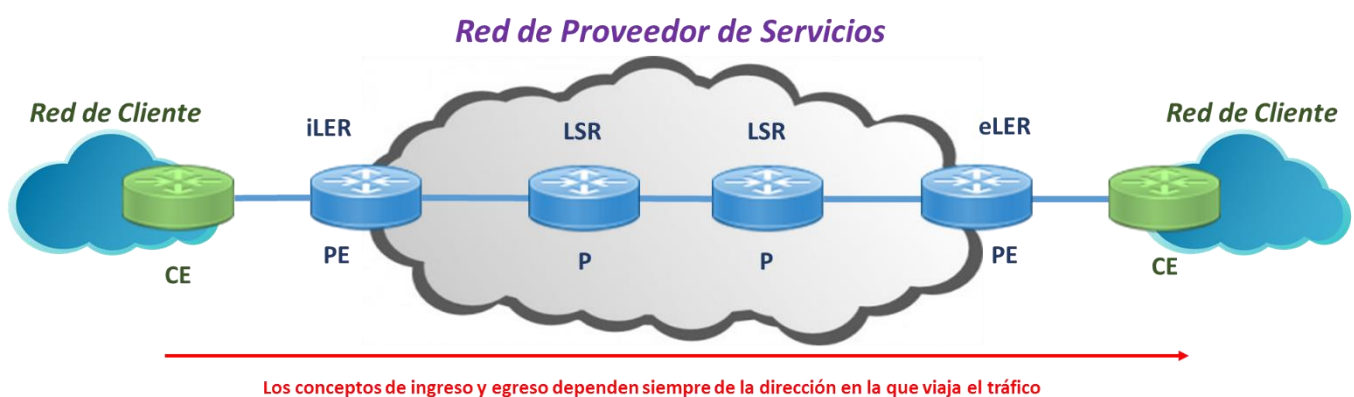 Red de Proveedor de Servicios
Red de Cliente
Red de Cliente
iLER
LSR
LSR
eLER
PE
P
P
PE
CE
CE
Los conceptos de ingreso y egreso dependen siempre de la dirección en la que viaja el tráfico